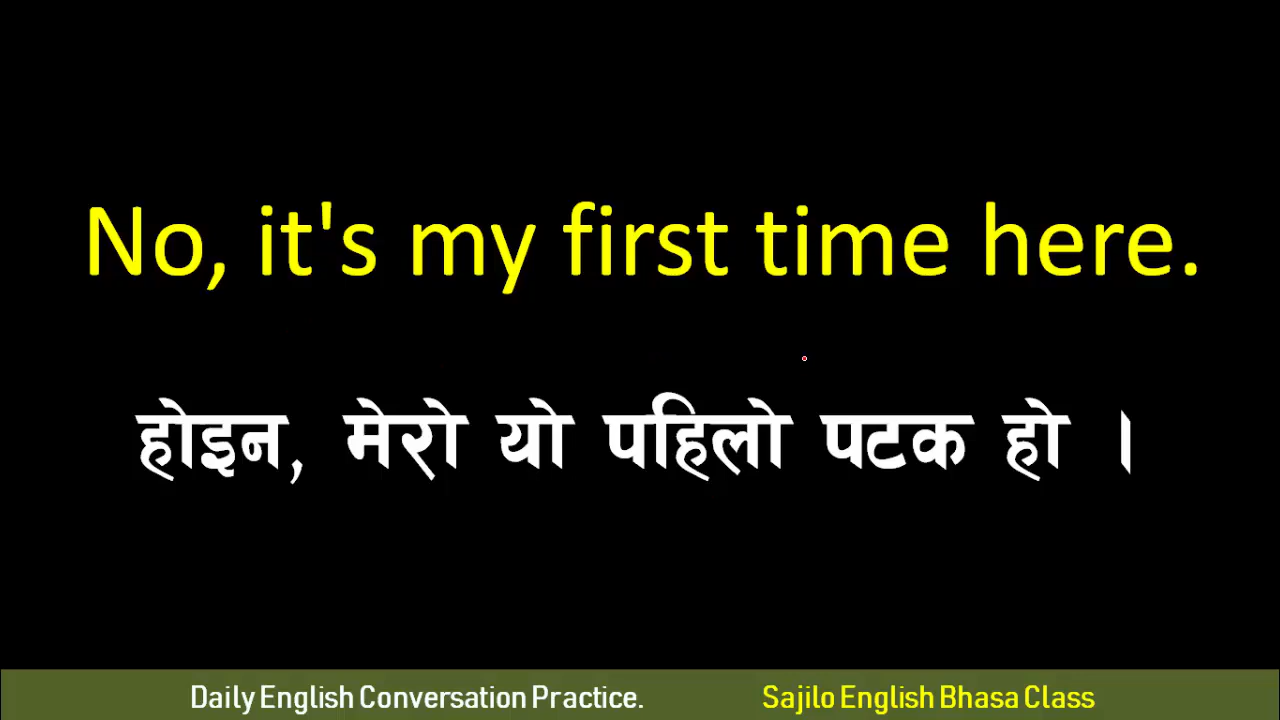 No, it's my first time here.
होइन, मेरो यो पहिलो पटक हो ।
Daily English Conversation Practice. Sajilo English Bhasa Class